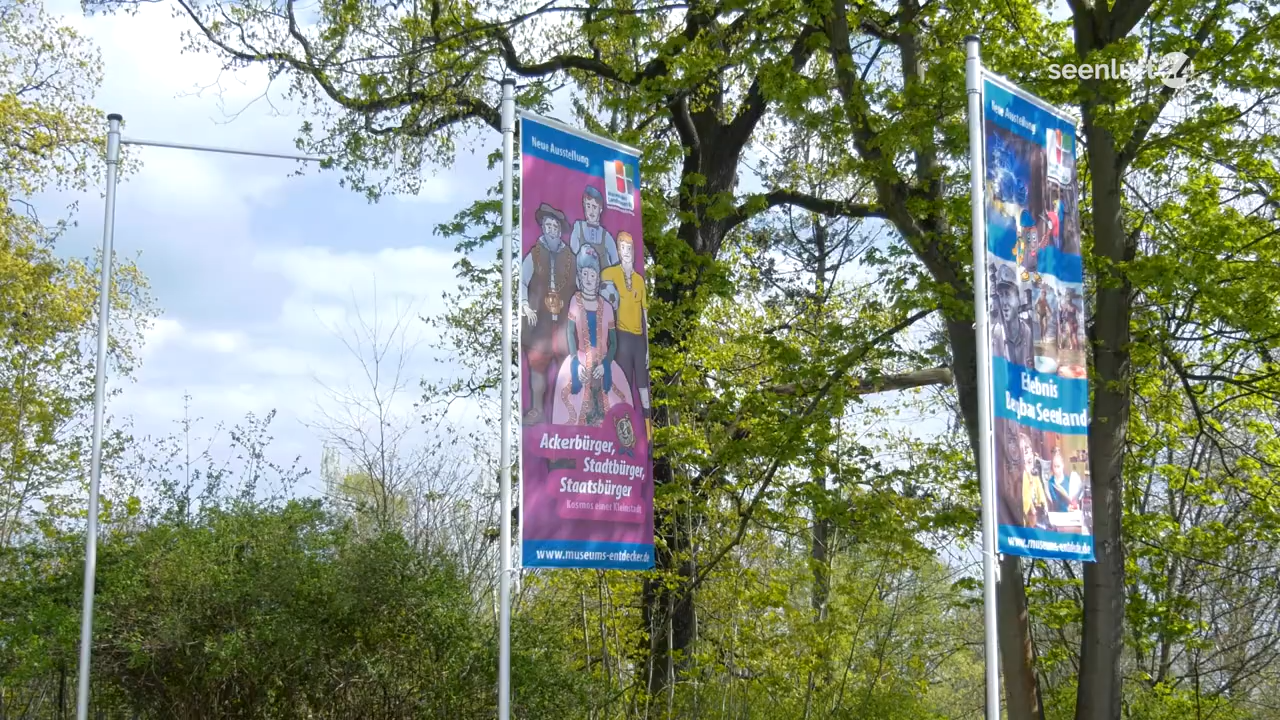 seenluft24
Neue Ausstellung
Ackerbürger,
Stadtbürger,
Staatsbürger
Kosmos einer Kleinstadt
www.museums-entdecker.de
Neue Ausstellung
Erlebnis
Bergbau Seenland
www.museums-entdecker.de